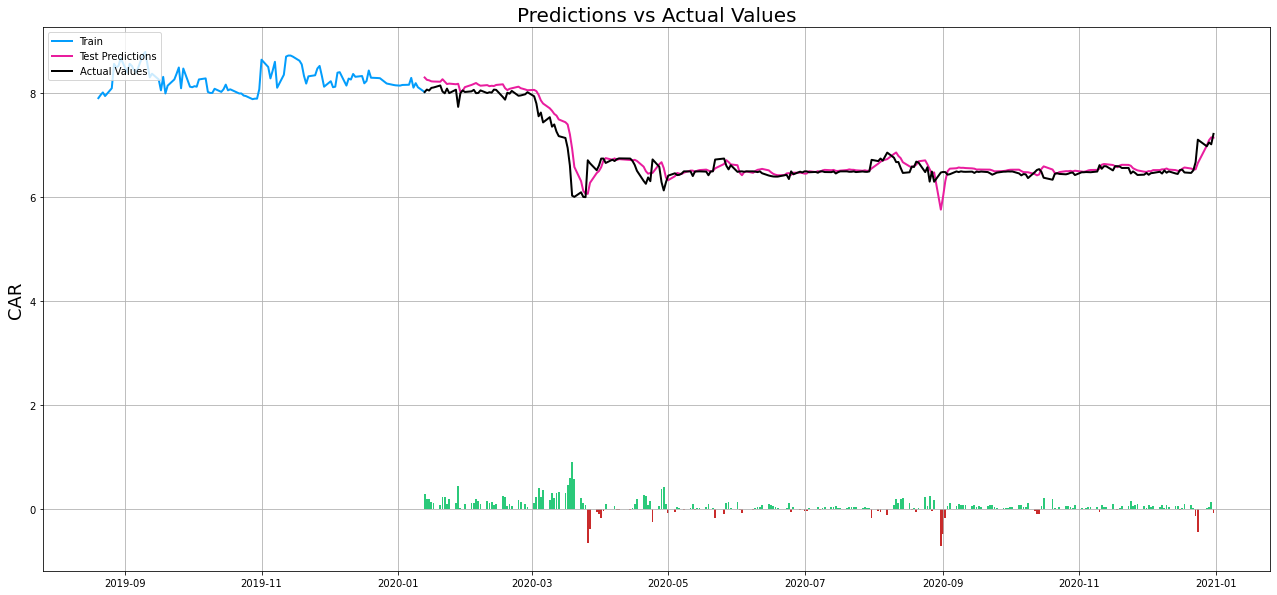 Predictions vs Actual Values
Train
Test Predictions
Actual Values
CAR
8
6
4
2
0
2019-09
2019-11
2020-01
2020-03
2020-05
2020-07
2020-09
2020-11
2021-01